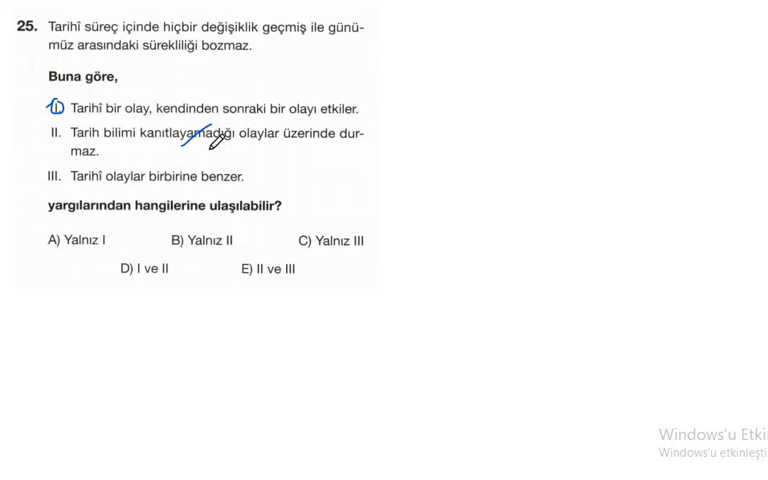 25. Tarihî süreç içinde hiçbir değişiklik geçmiş ile günü-
müz arasındaki sürekliliği bozmaz.
Buna göre,
I. Tarihî bir olay, kendinden sonraki bir olayı etkiler.
II. Tarih bilimi kanıtlayamadığı olaylar üzerinde dur-
maz.
III. Tarihî olaylar birbirine benzer.
yargılarından hangilerine ulaşılabilir?
A) Yalnız I B) Yalnız II C) Yalnız III
D) I ve II E) II ve III
Windows'u Etki
Windows'u etkinleşti